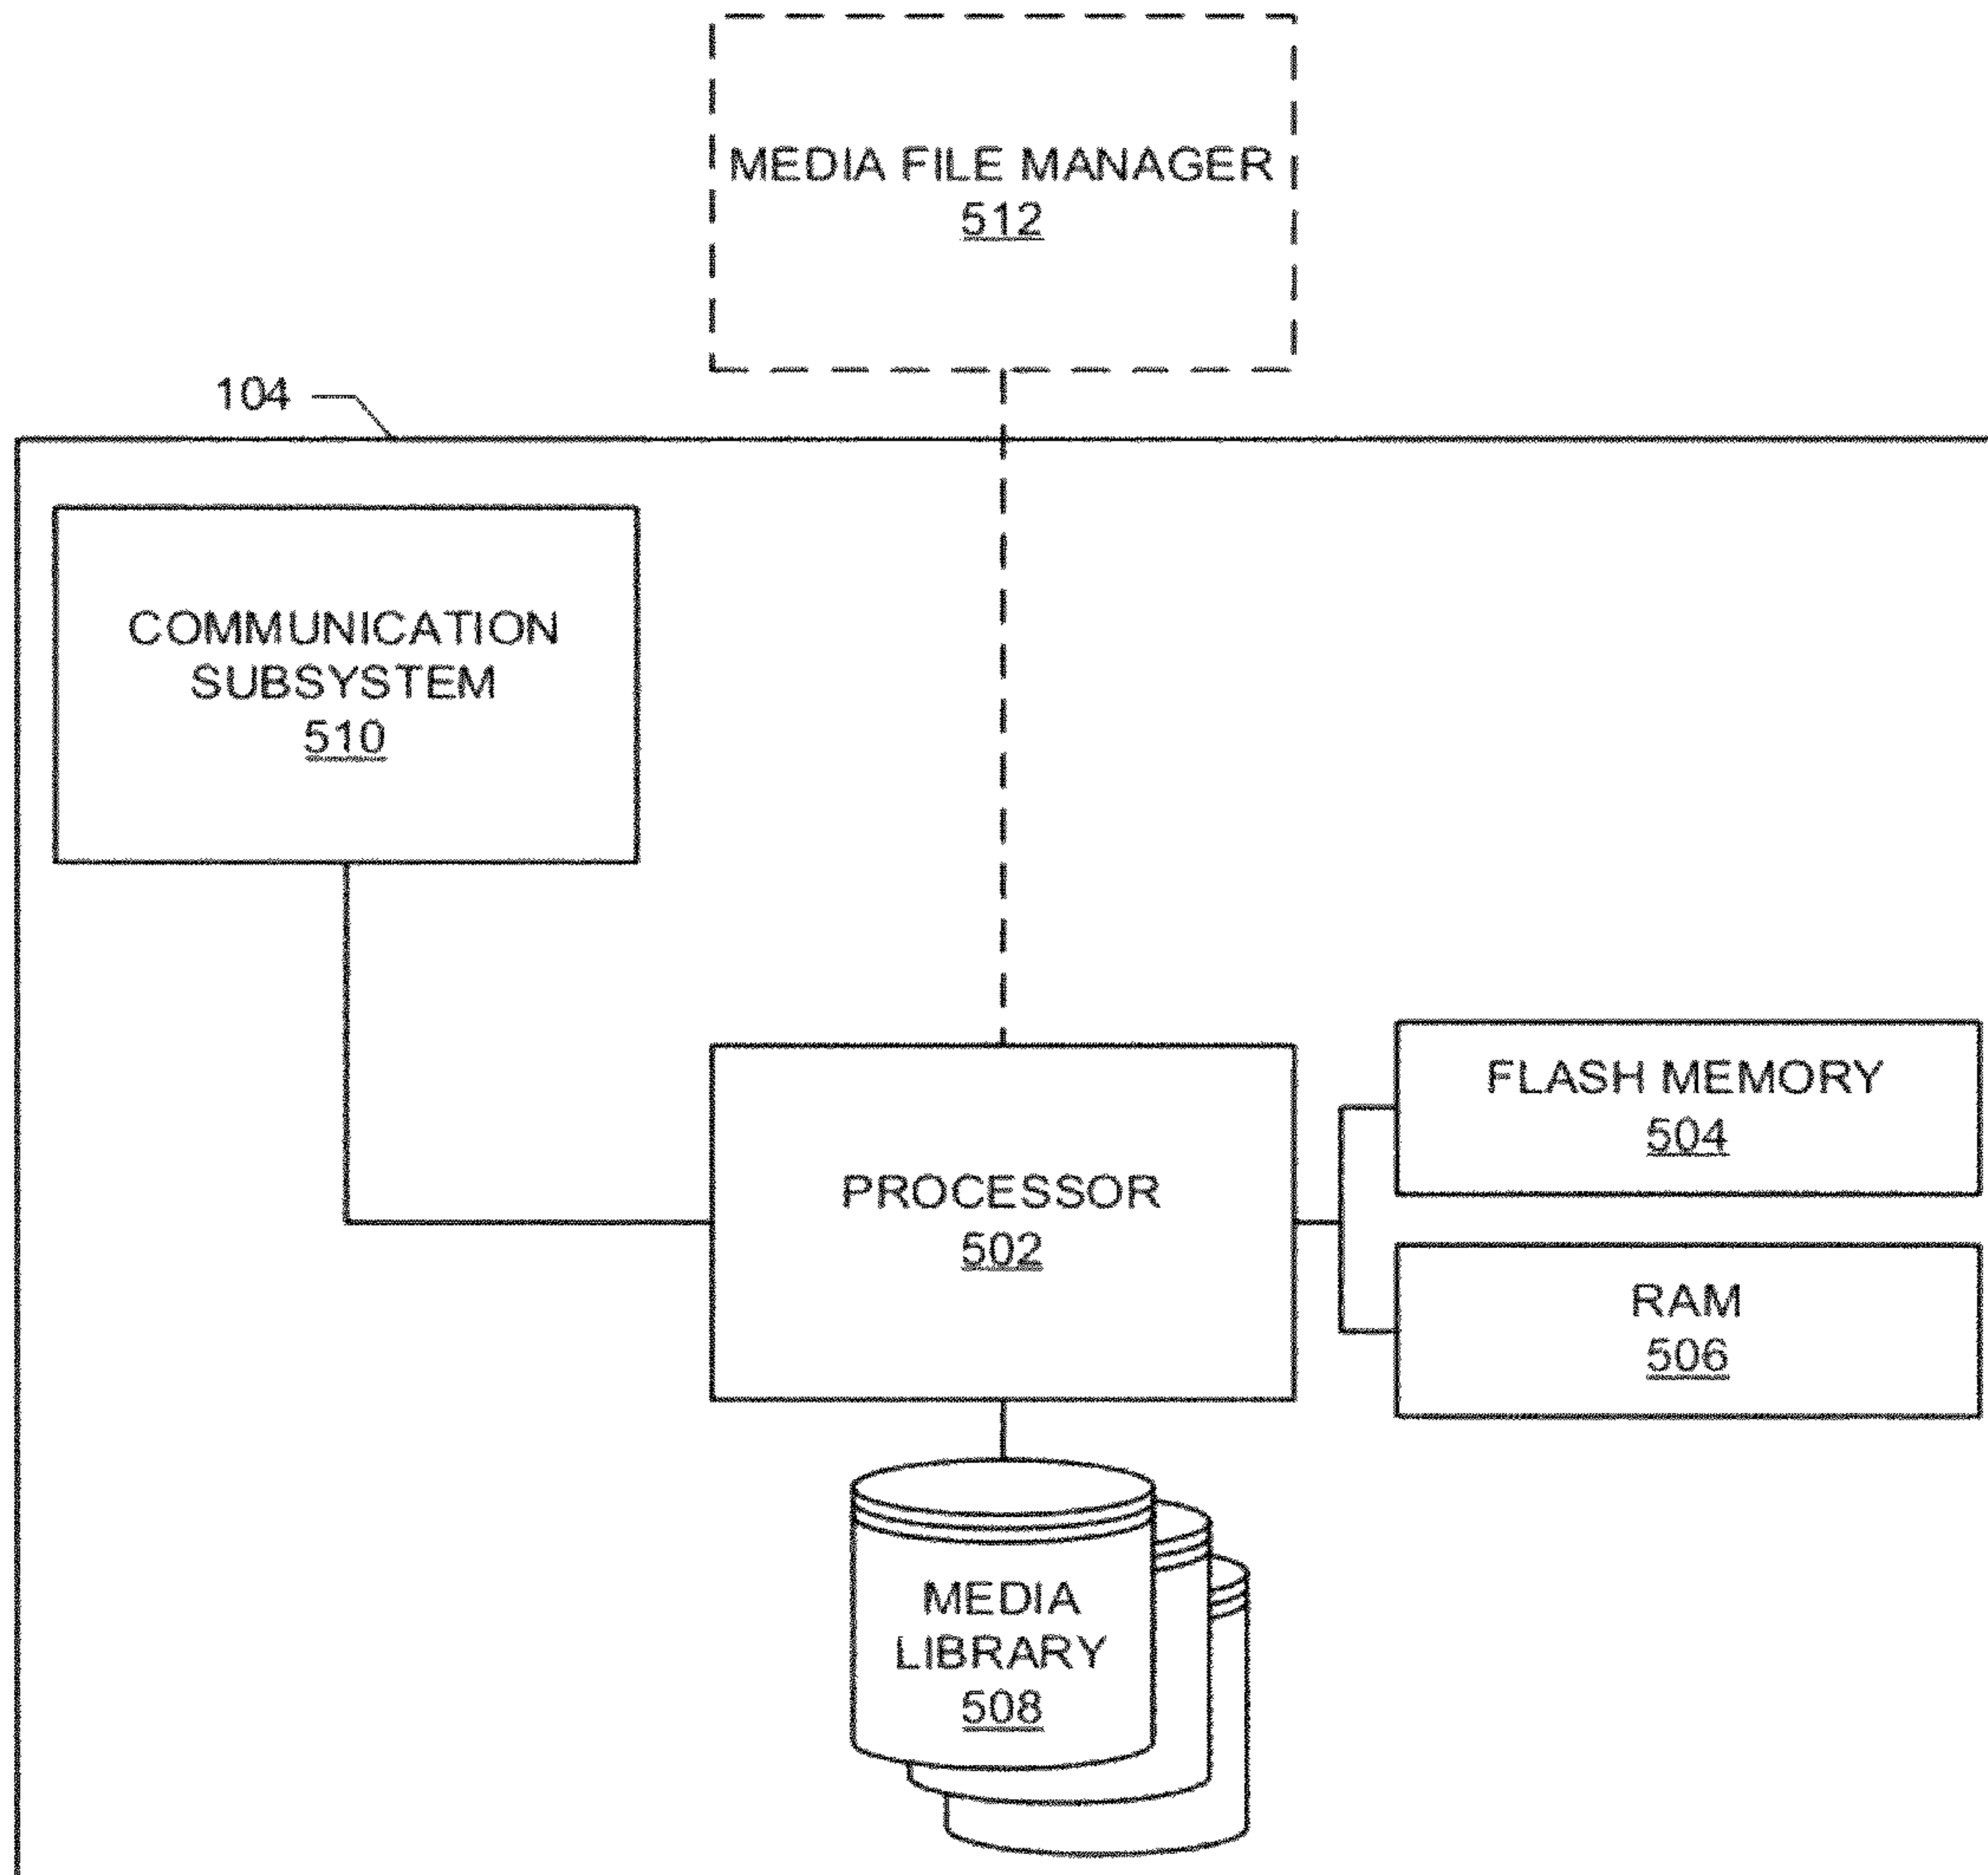 MEDIA FILE MANAGER
512
104
COMMUNICATION
SUBSYSTEM
510
PROCESSOR
502
FLASH MEMORY
504
RAM
506
MEDIA
LIBRARY
508